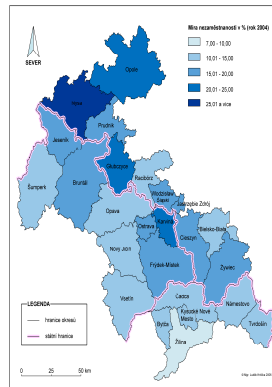 Míra nezaměstnanosti v % (rok 2004)
7,00 - 10,00
10,01 - 15,00
15,01 - 20,00
20,01 - 25,00
25,01 a více
SEVER
Opole
Nysa
Prudnik
Jeseník
Głubczyce
Racibórz
Šumperk
Bruntál
Wodzisław Śląski
Jastrzębie Zdrój
Opava
Karviná
Bielsko-Biała
Ostrava
Cieszyn
Nový Jičín
Frýdek-Místek
Żywiec
Vsetín
Čadca
Námestovo
Kysucké Nové Mesto
Bytča
Tvrdošín
Žilina
LEGENDA
hranice okresů
státní hranice
0
25
50 km